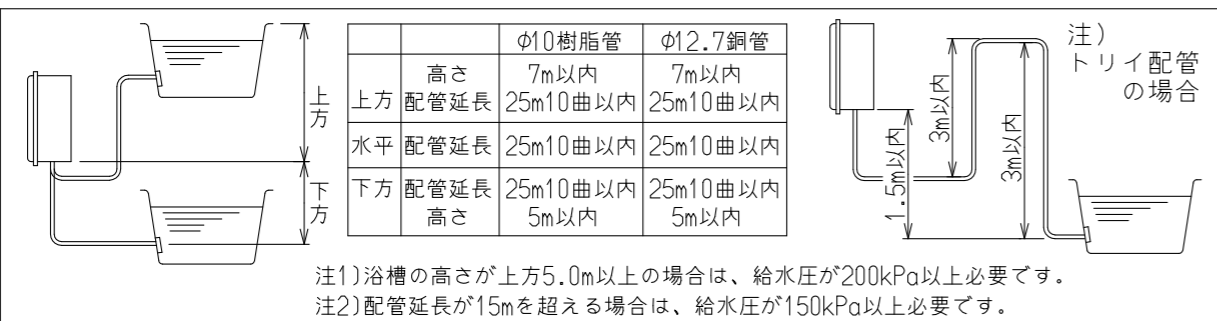 上方
下方
φ10樹脂管 φ12.7銅管
上方 高さ 7m以内 7m以内
配管延長 25m10曲以内 25m10曲以内
水平 配管延長 25m10曲以内 25m10曲以内
下方 配管延長 25m10曲以内 25m10曲以内
高さ 5m以内 5m以内
注)
トリイ配管
の場合
1.5m以内
3m以内
3m以内
注1)浴槽の高さが上方5.0m以上の場合は、給水圧が200kPa以上必要です。
注2)配管延長が15mを超える場合は、給水圧が150kPa以上必要です。